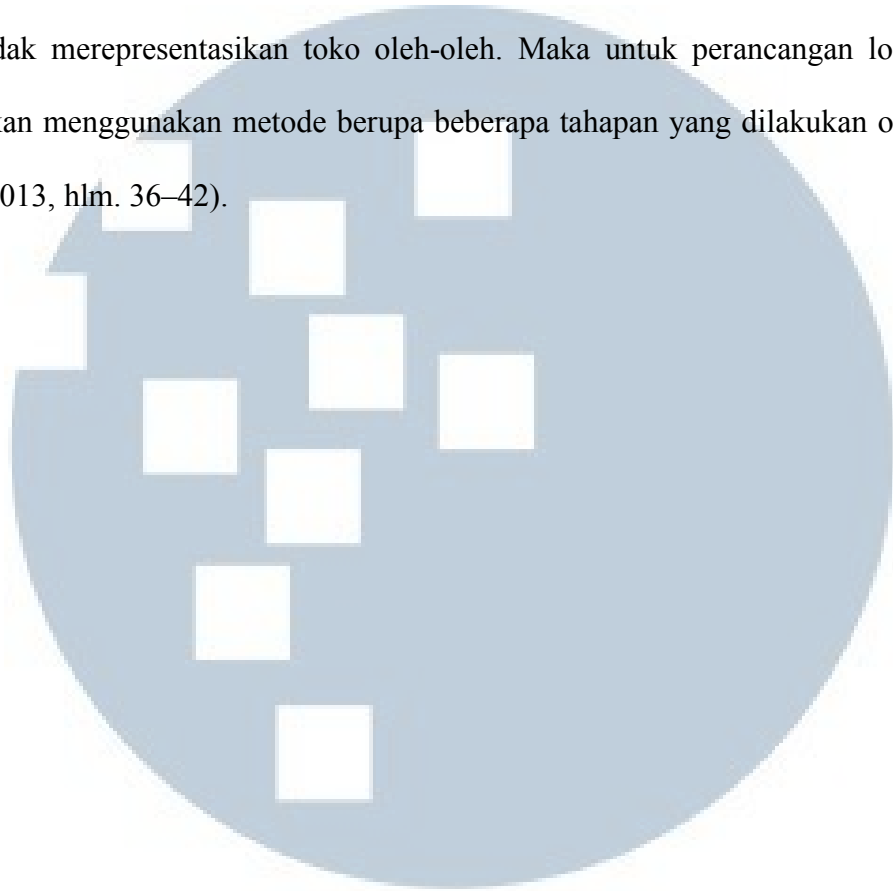 dak merepresentasikan toko oleh-oleh. Maka untuk perancangan lo
kan menggunakan metode berupa beberapa tahapan yang dilakukan o
013, hlm. 36–42).